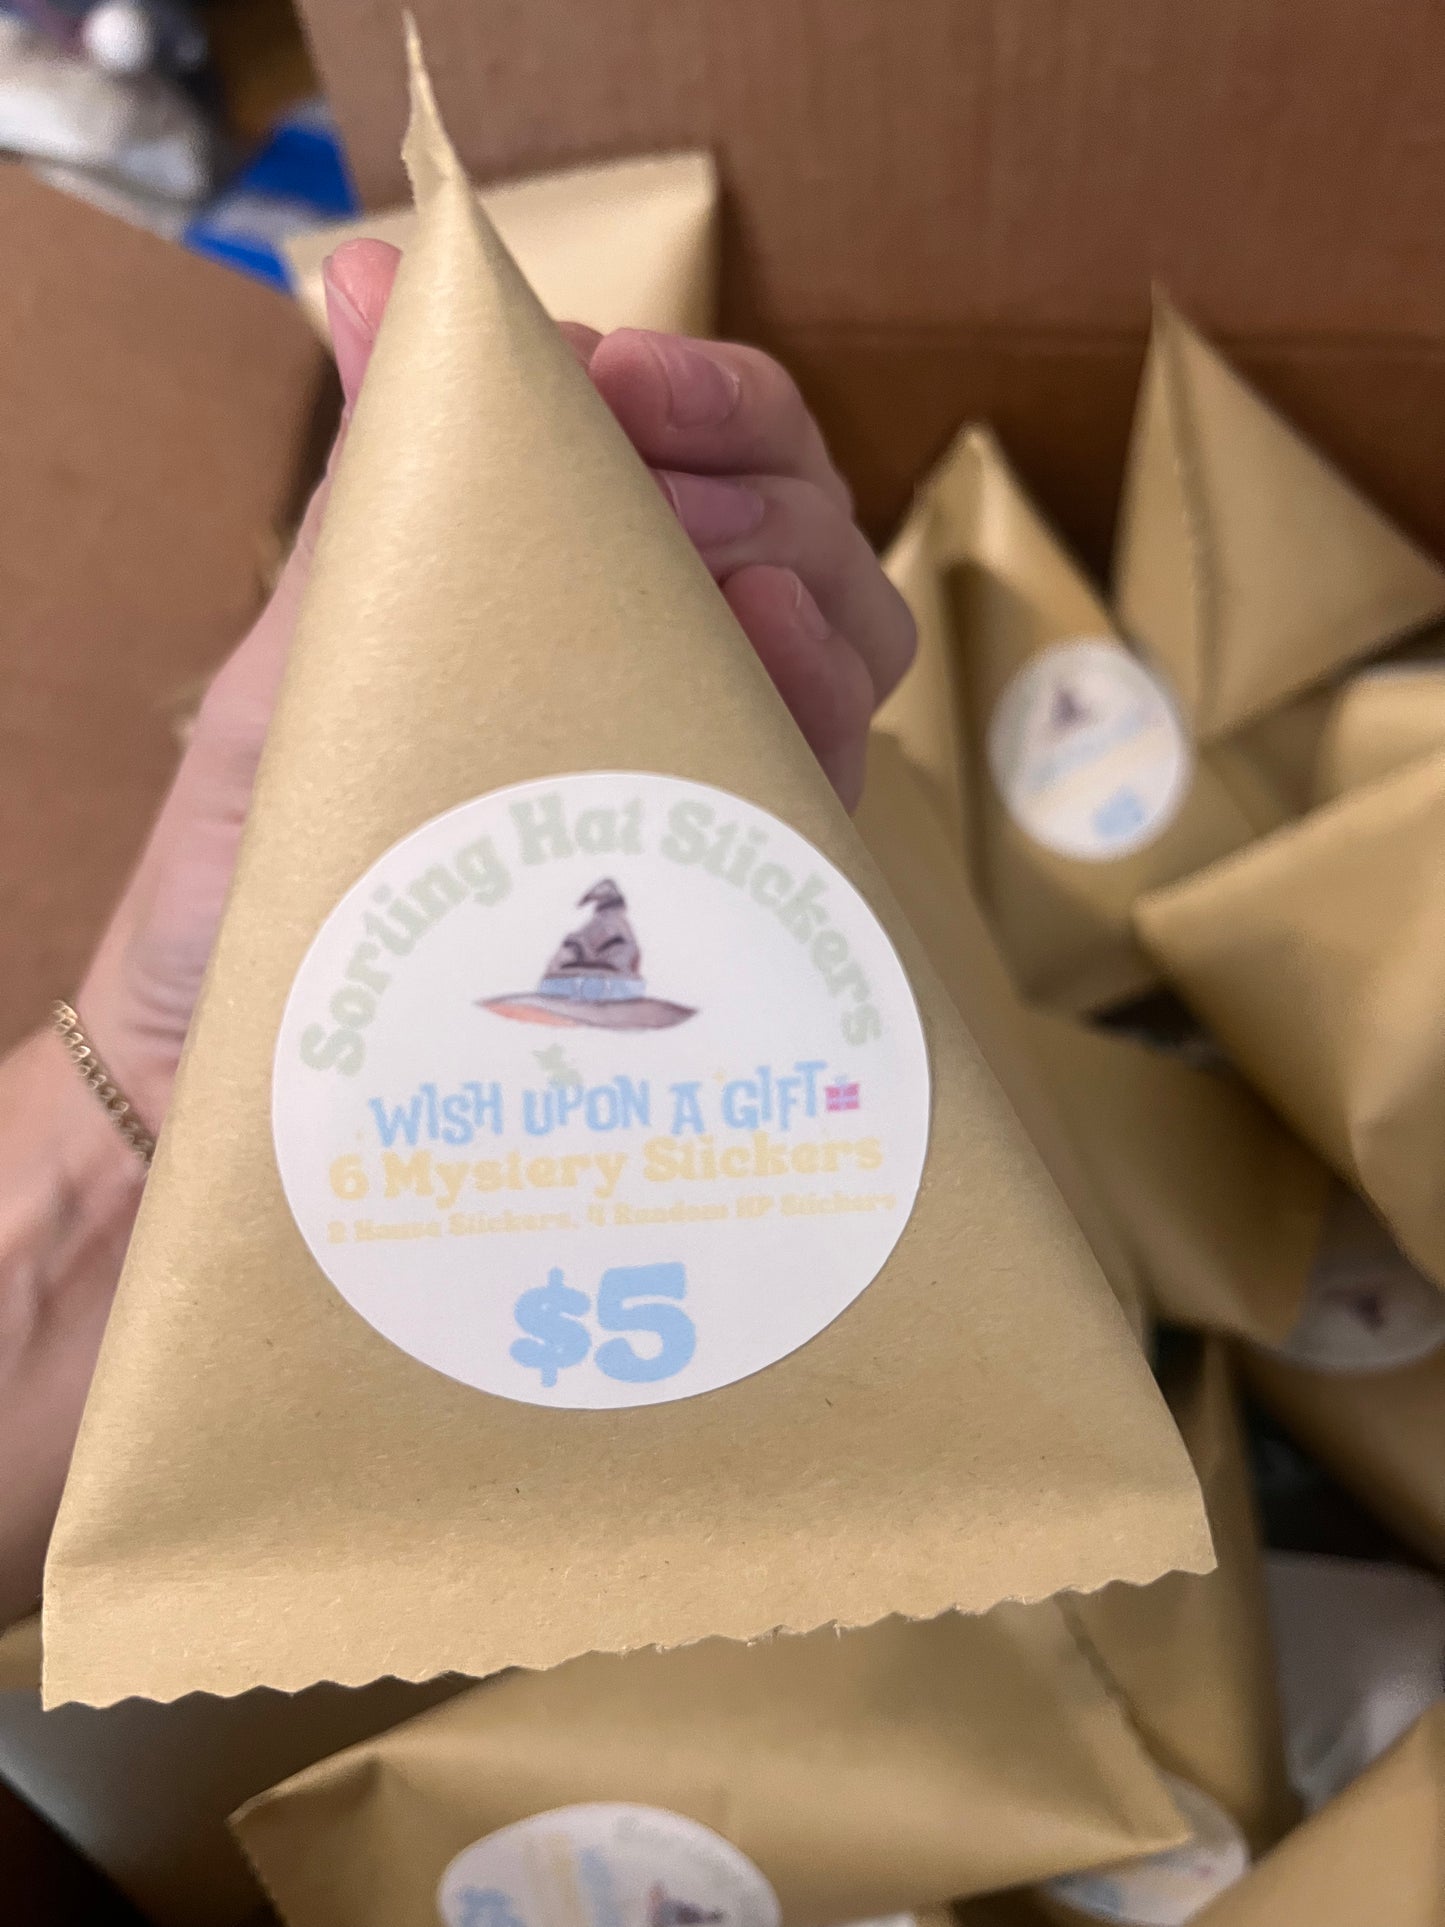 Sorting Hat Stickers
WISH UPON A GIFT
6 Mystery Stickers
2 House Stickers, 4 Random HP Stickers
$5